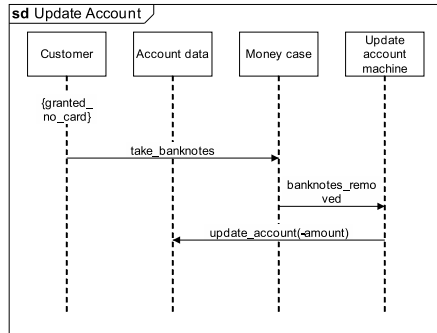 sd Update Account
Customer
Account data
Money case
Update
account
machine
{granted_
no_card}
take_banknotes
banknotes_remo
ved
update_account(-amount)